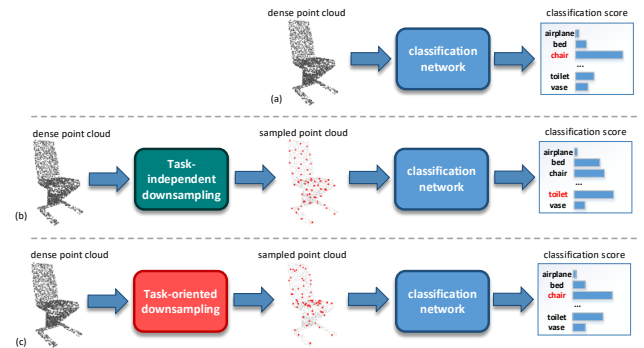 dense point cloud
classification score
classification
network
airplane
bed
chair
...
toilet
vase
(a)
dense point cloud
sampled point cloud
classification score
Task-
independent
downsampling
classification
network
airplane
bed
chair
...
toilet
vase
(b)
dense point cloud
sampled point cloud
classification score
Task-oriented
downsampling
classification
network
airplane
bed
chair
...
toilet
vase
(c)